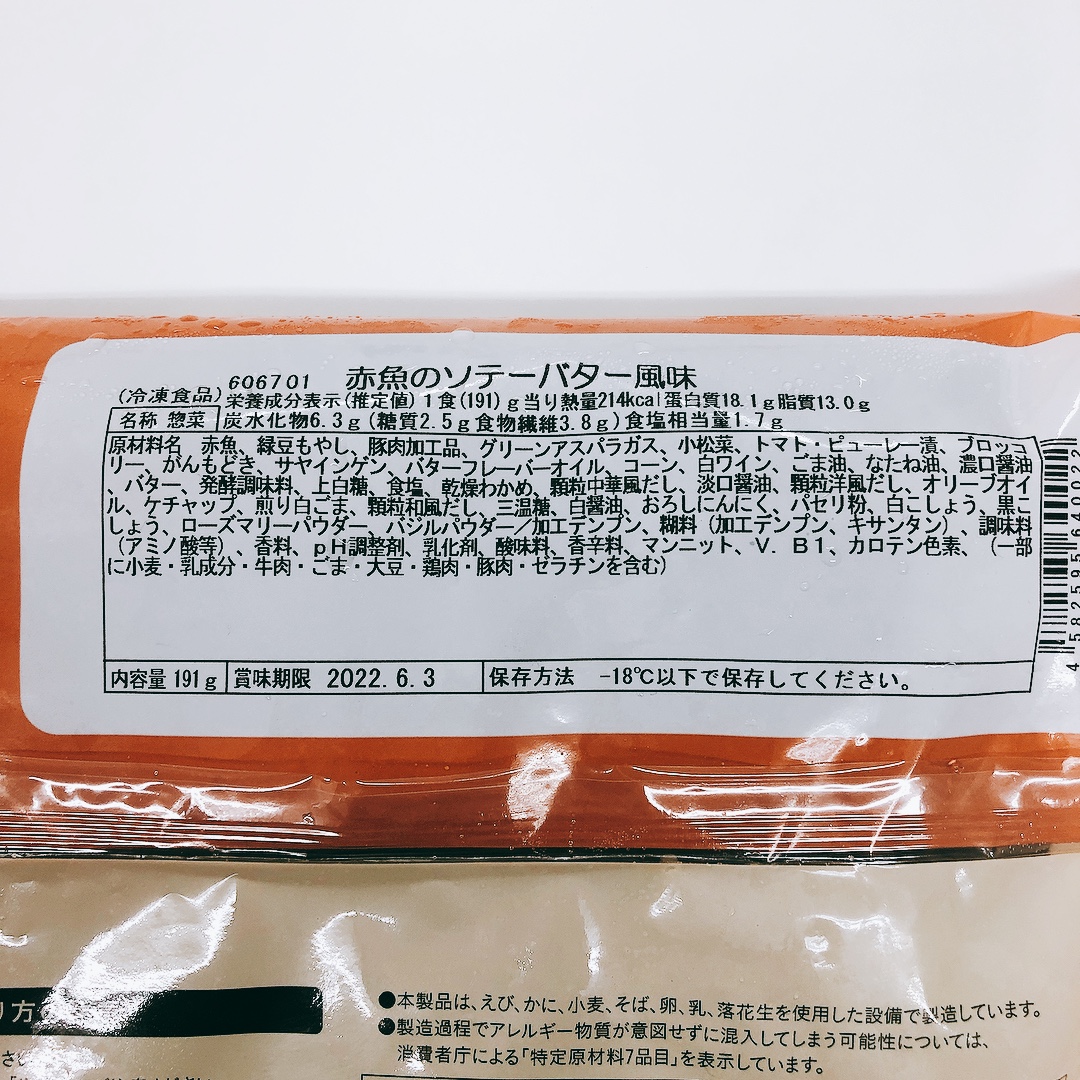 606701 赤魚のソテーバター風味
(冷凍食品) 栄養成分表示(推定値)1食(191)g当り熱量214kcal蛋白質18.1g脂質13.0g
名称 惣菜 炭水化物6.3g(糖質2.5g食物繊維3.8g)食塩相当量1.7g
原材料名 赤魚、緑豆もやし、豚肉加工品、グリーンアスパラガス、小松菜、トマト・ピューレー漬、ブロッコ
リー、がんもどき、サヤインゲン、バターフレーバーオイル、コーン、白ワイン、ごま油、なたね油、濃口醤油
、バター、発酵調味料、上白糖、食塩、乾燥わかめ、顆粒中華風だし、淡口醤油、顆粒洋風だし、オリーブオイ
ル、ケチャップ、煎り白ごま、顆粒和風だし、三温糖、白醤油、おろしにんにく、パセリ粉、白こしょう、黒こ
しょう、ローズマリーパウダー、バジルパウダー/加工デンプン、糊料(加工デンプン、キサンタン)、調味料
(アミノ酸等)、香料、pH調整剤、乳化剤、酸味料、香辛料、マンニット、V.B1、カロテン色素、(一部
に小麦・乳成分・牛肉・ごま・大豆・鶏肉・豚肉・ゼラチンを含む)
内容量 191g 賞味期限 2022.6.3 保存方法 -18℃以下で保存してください。
4582595640022
り方
●本製品は、えび、かに、小麦、そば、卵、乳、落花生を使用した設備で製造しています。
●製造過程でアレルギー物質が意図せずに混入してしまう可能性については、
消費者庁による「特定原材料7品目」を表示しています。